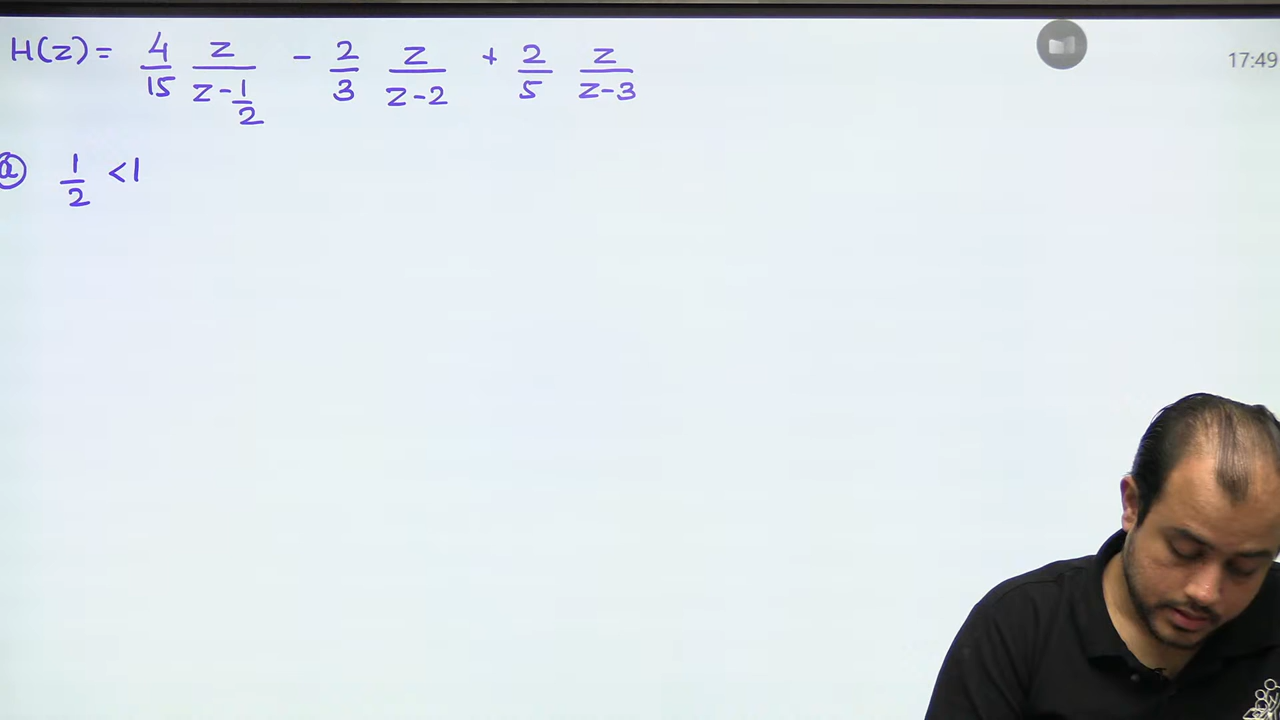 H(z) = 4/15 z/(z - 1/2) - 2/3 z/(z-2) + 2/5 z/(z-3)
17:49
ⓐ 1/2 < 1